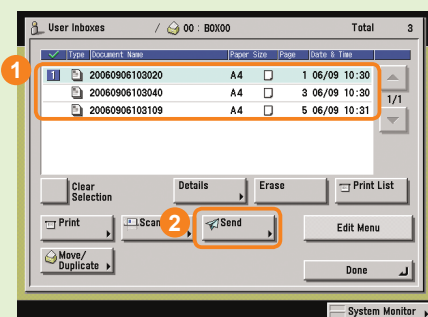 User Inboxes / 00 : BOX00 Total 3
1
✓ Type Document Name Paper Size Page Date & Time
1 20060906103020 A4 1 06/09 10:30
20060906103040 A4 3 06/09 10:30
20060906103109 A4 5 06/09 10:31
1/1
Clear Selection
Details
Erase
Print List
Print
Scan
2
Send
Edit Menu
Move/
Duplicate
Done
System Monitor